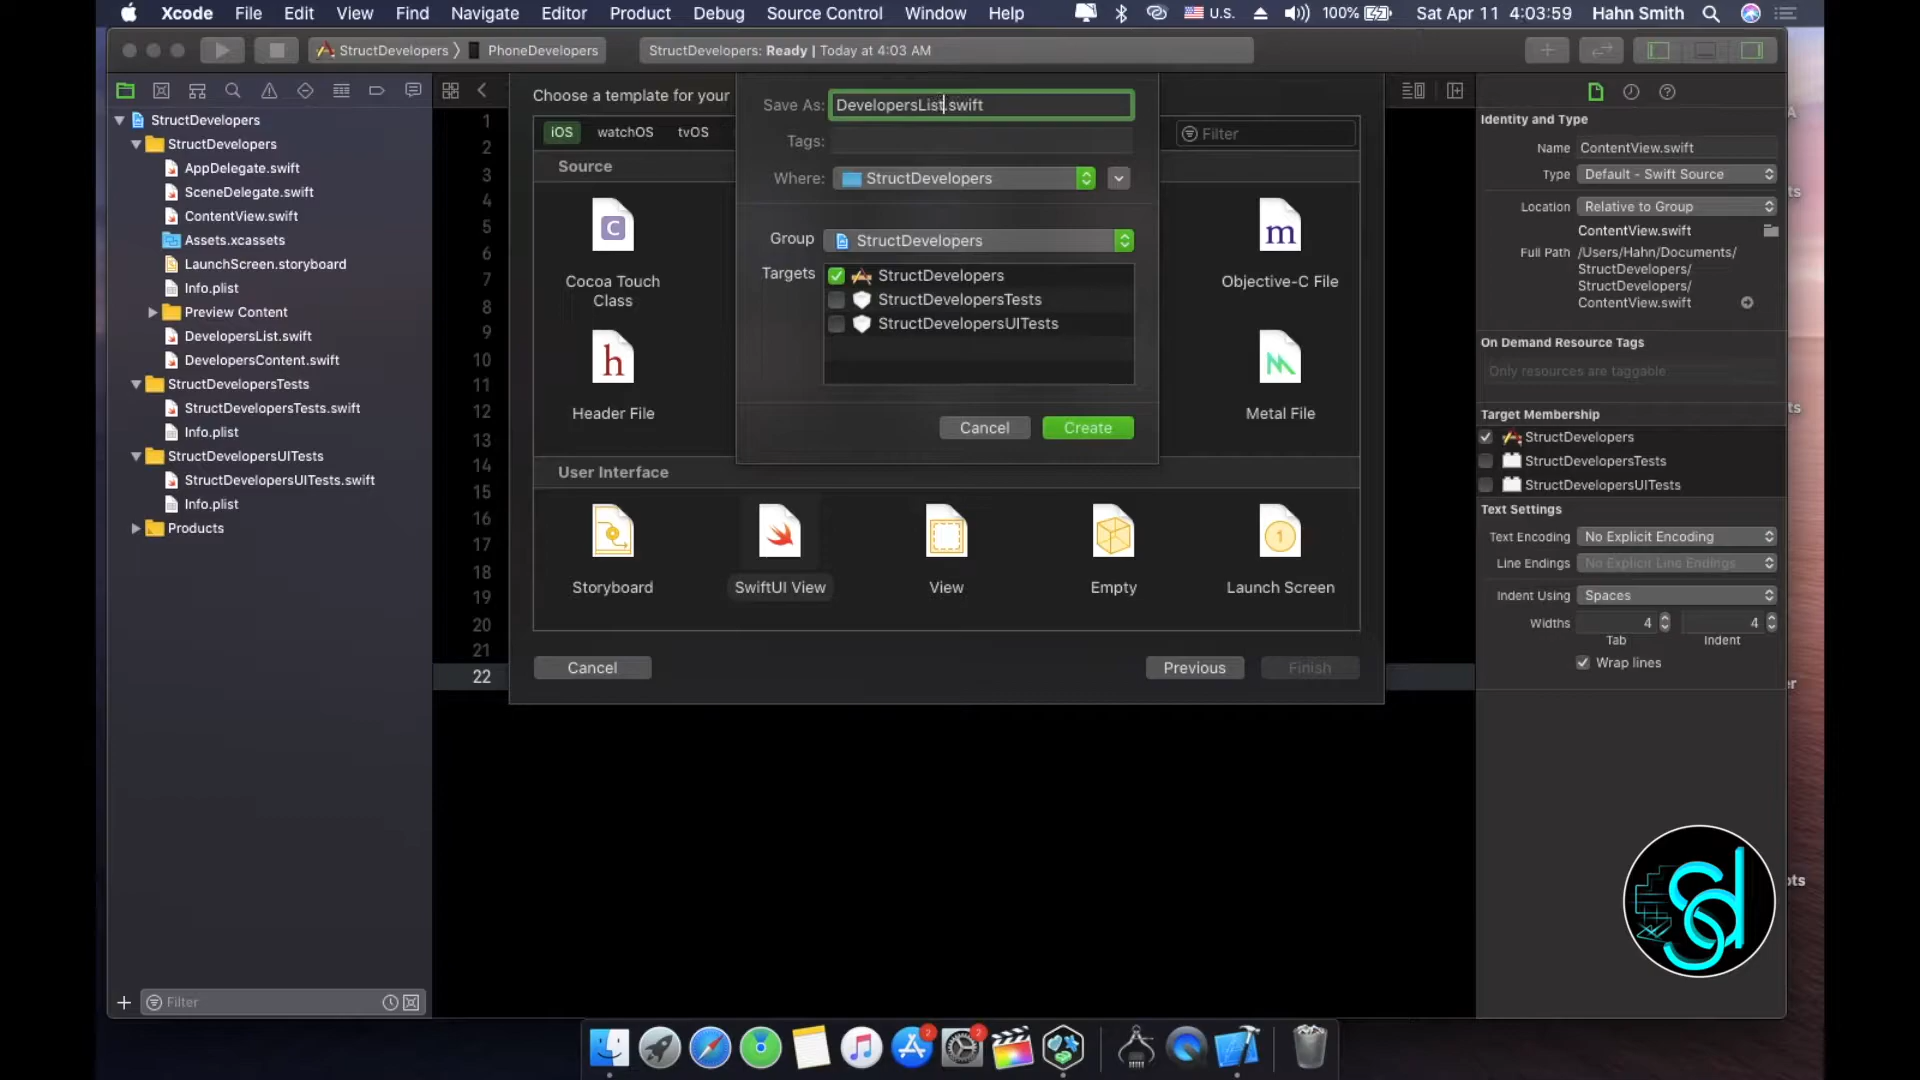 Xcode File Edit View Find Navigate Editor Product Debug Source Control Window Help U.S. 100% Sat Apr 11 4:03:59 Hahn Smith
StructDevelopers PhoneDevelopers
StructDevelopers: Ready | Today at 4:03 AM
StructDevelopers
StructDevelopers
AppDelegate.swift
SceneDelegate.swift
ContentView.swift
Assets.xcassets
LaunchScreen.storyboard
Info.plist
Preview Content
DevelopersList.swift
DevelopersContent.swift
StructDevelopersTests
StructDevelopersTests.swift
Info.plist
StructDevelopersUITests
StructDevelopersUITests.swift
Info.plist
Products
Filter
1
2
3
4
5
6
7
8
9
10
11
12
13
14
15
16
17
18
19
20
21
22
Choose a template for your
iOS watchOS tvOS
Filter
Source
C
Cocoa Touch
Class
m
Objective-C File
h
Header File
Metal File
User Interface
Storyboard
SwiftUI View
View
Empty
1
Launch Screen
Cancel
Previous
Finish
Save As: DevelopersList.swift
Tags:
Where: StructDevelopers
Group StructDevelopers
Targets StructDevelopers
StructDevelopersTests
StructDevelopersUITests
Cancel
Create
Identity and Type
Name ContentView.swift
Type Default - Swift Source
Location Relative to Group
ContentView.swift
Full Path /Users/Hahn/Documents/
StructDevelopers/
StructDevelopers/
ContentView.swift
On Demand Resource Tags
Only resources are taggable
Target Membership
StructDevelopers
StructDevelopersTests
StructDevelopersUITests
Text Settings
Text Encoding No Explicit Encoding
Line Endings No Explicit Line Endings
Indent Using Spaces
Widths 4 4
Tab Indent
Wrap lines
sd
2
2